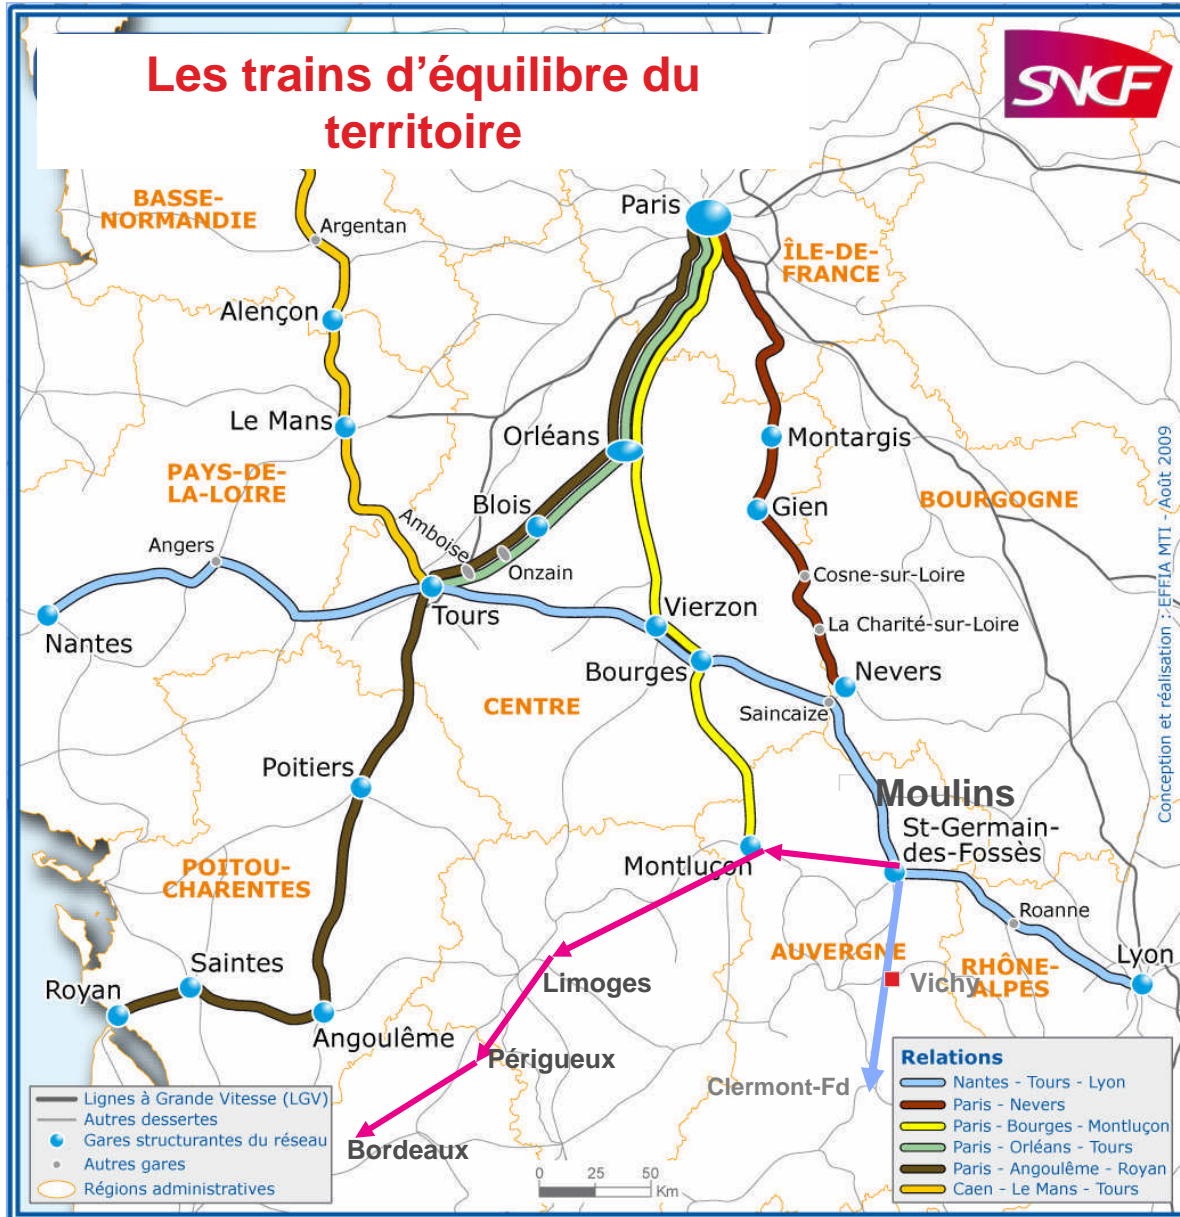 Les trains d'équilibre du
territoire
SNCF
BASSE-
NORMANDIE
Argentan
Paris
ÎLE-DE-
FRANCE
Alençon
Le Mans
Orléans
Montargis
PAYS-DE-
LA-LOIRE
BOURGOGNE
Blois
Gien
Amboise
Angers
Onzain
Cosne-sur-Loire
Tours
Vierzon
La Charité-sur-Loire
Nantes
Bourges
Nevers
CENTRE
Saincaize
Poitiers
Moulins
St-Germain-
des-Fossès
Montluçon
POITOU-
CHARENTES
Roanne
AUVERGNE
Lyon
Saintes
RHÔNE-
ALPES
Royan
Limoges
Vichy
Angoulême
Périgueux
Clermont-Fd
Bordeaux
Conception et réalisation : EFFIA MTI - Août 2009
Lignes à Grande Vitesse (LGV)
Autres dessertes
Gares structurantes du réseau
Autres gares
Régions administratives
0 25 50
Km
Relations
Nantes - Tours - Lyon
Paris - Nevers
Paris - Bourges - Montluçon
Paris - Orléans - Tours
Paris - Angoulême - Royan
Caen - Le Mans - Tours